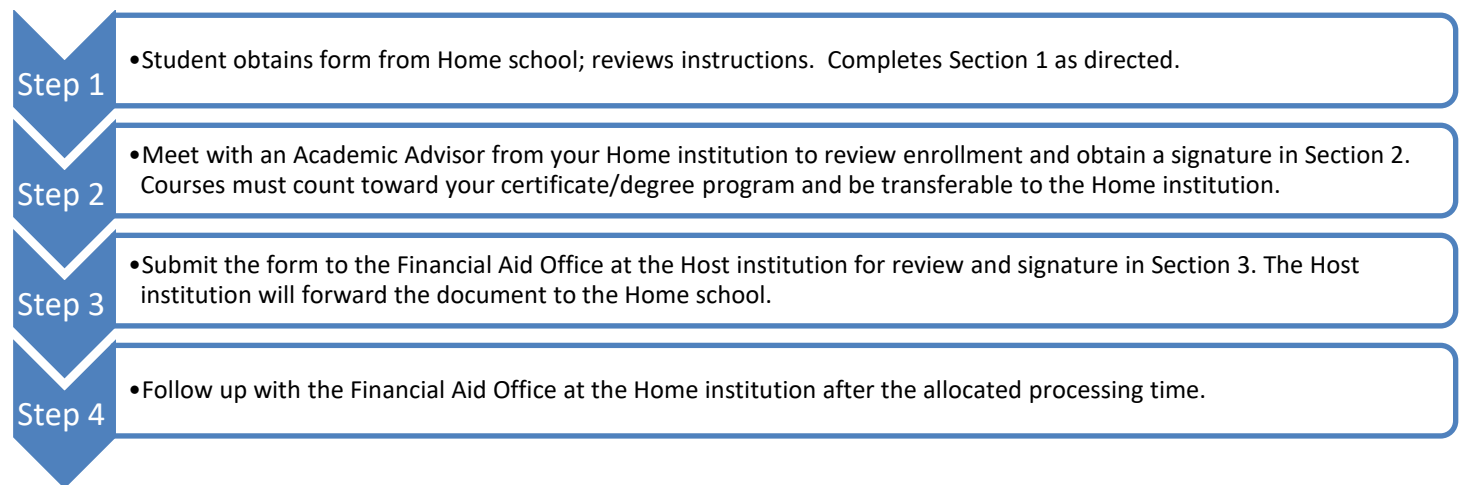 Step 1
•Student obtains form from Home school; reviews instructions.  Completes Section 1 as directed.
Step 2
•Meet with an Academic Advisor from your Home institution to review enrollment and obtain a signature in Section 2.
Courses must count toward your certificate/degree program and be transferable to the Home institution.
Step 3
•Submit the form to the Financial Aid Office at the Host institution for review and signature in Section 3. The Host
institution will forward the document to the Home school.
Step 4
•Follow up with the Financial Aid Office at the Home institution after the allocated processing time.